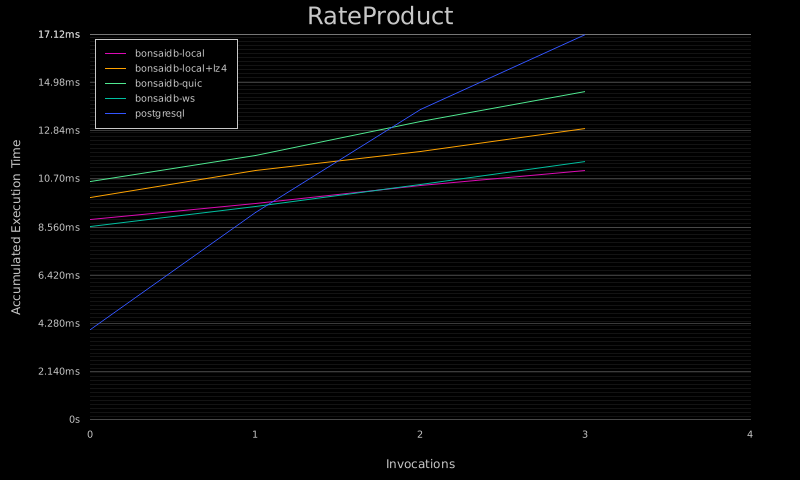 RateProduct
17.12ms
14.98ms
12.84ms
10.70ms
8.560ms
6.420ms
4.280ms
2.140ms
0s
bonsaidb-local
bonsaidb-local+lz4
bonsaidb-quic
bonsaidb-ws
postgresql
Accumulated Execution Time
0 1 2 3 4
Invocations